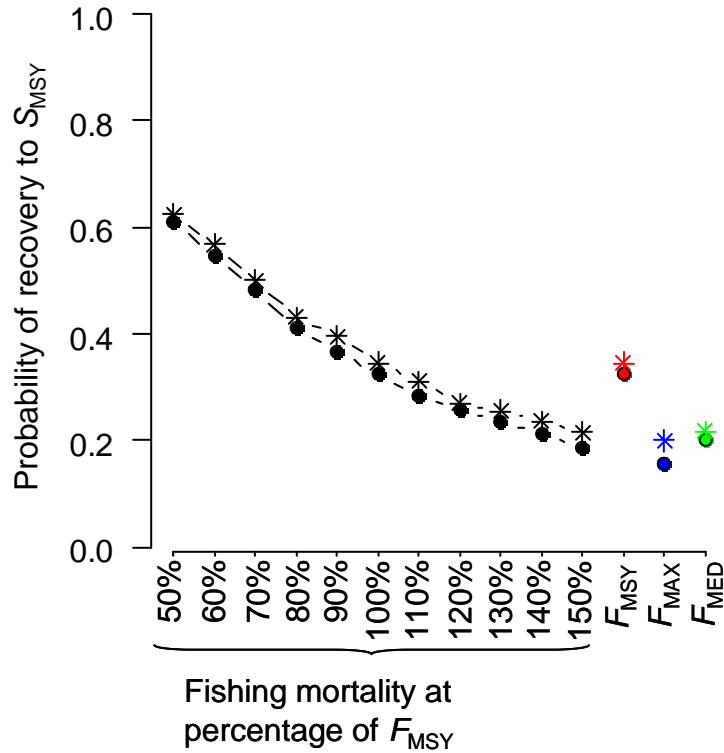 Probability of recovery to SMSY
1.0
0.8
0.6
0.4
0.2
0.0
50%
60%
70%
80%
90%
100%
110%
120%
130%
140%
150%
FMSY
FMAX
FMED
Fishing mortality at
percentage of FMSY